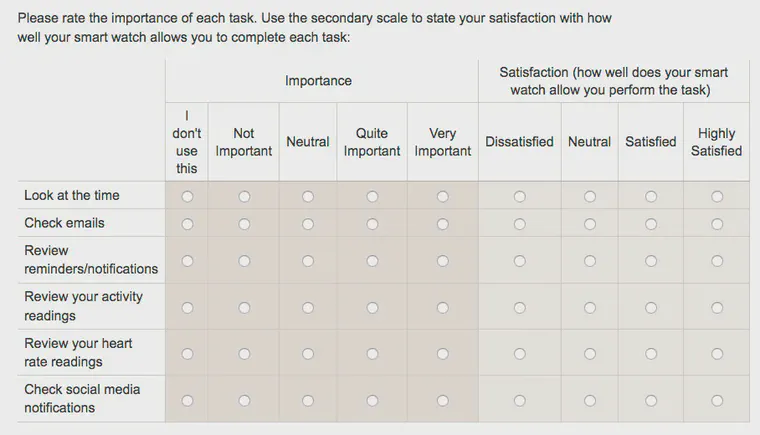 Please rate the importance of each task. Use the secondary scale to state your satisfaction with how
well your smart watch allows you to complete each task:
Importance
Satisfaction (how well does your smart
watch allow you perform the task)
I
don't
use
this
Not
Important
Neutral
Quite
Important
Very
Important
Dissatisfied
Neutral
Satisfied
Highly
Satisfied
Look at the time
Check emails
Review
reminders/notifications
Review your activity
readings
Review your heart
rate readings
Check social media
notifications